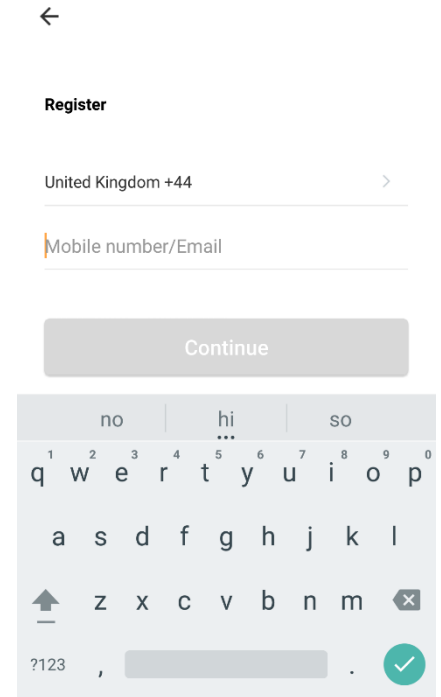 Register
United Kingdom +44
Mobile number/Email
Continue
no hi so
1 2 3 4 5 6 7 8 9 0
q w e r t y u i o p
a s d f g h j k l
z x c v b n m
?123 , .